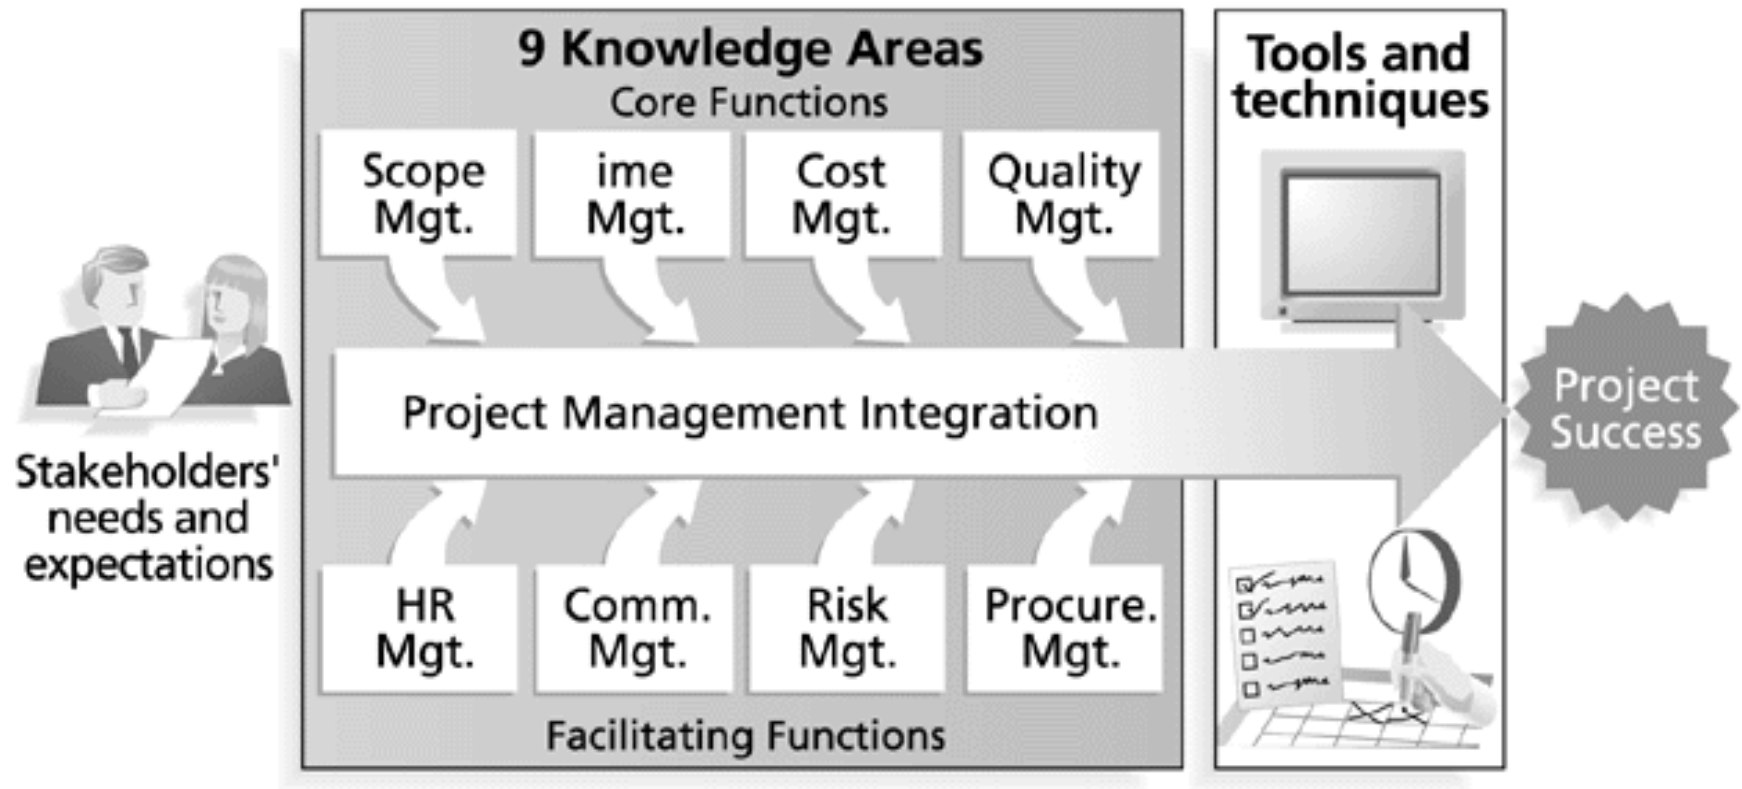 9 Knowledge Areas
Core Functions
Scope
Mgt.
ime
Mgt.
Cost
Mgt.
Quality
Mgt.
Tools and
techniques
Stakeholders'
needs and
expectations
Project Management Integration
Project
Success
HR
Mgt.
Comm.
Mgt.
Risk
Mgt.
Procure.
Mgt.
Facilitating Functions